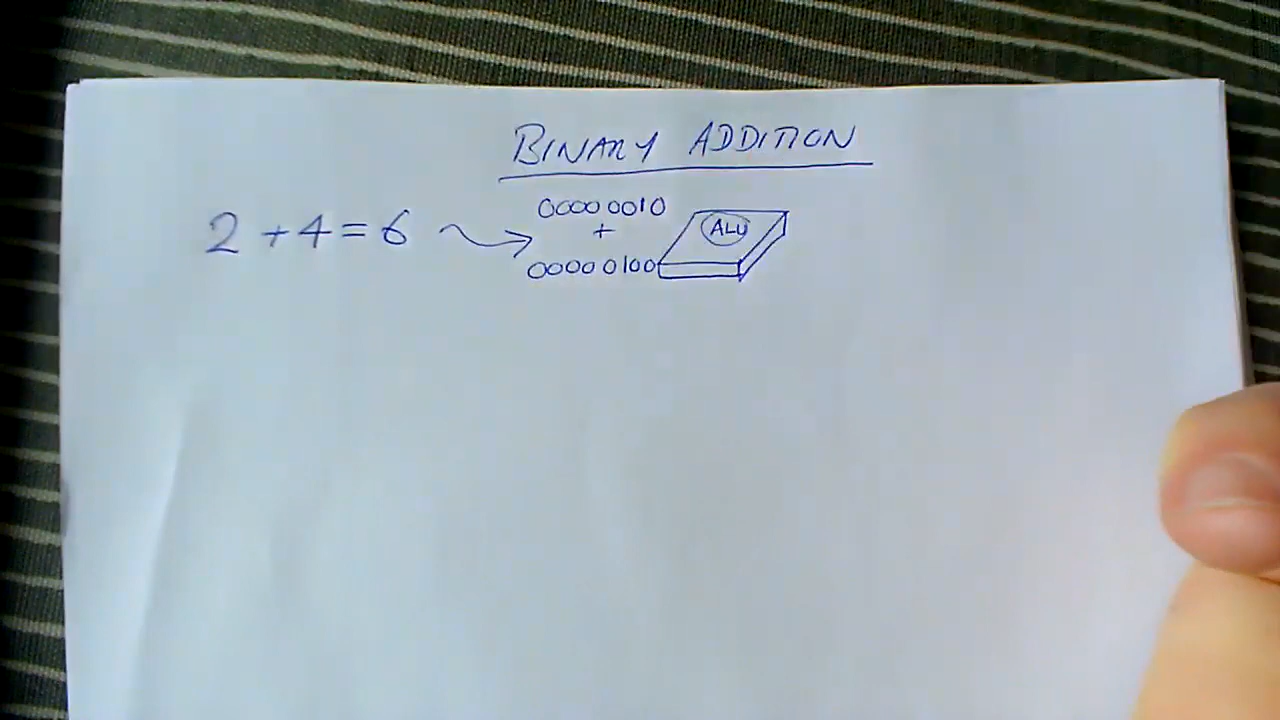 BINARY ADDITION
2 + 4 = 6
00000010
+
00000100
ALU